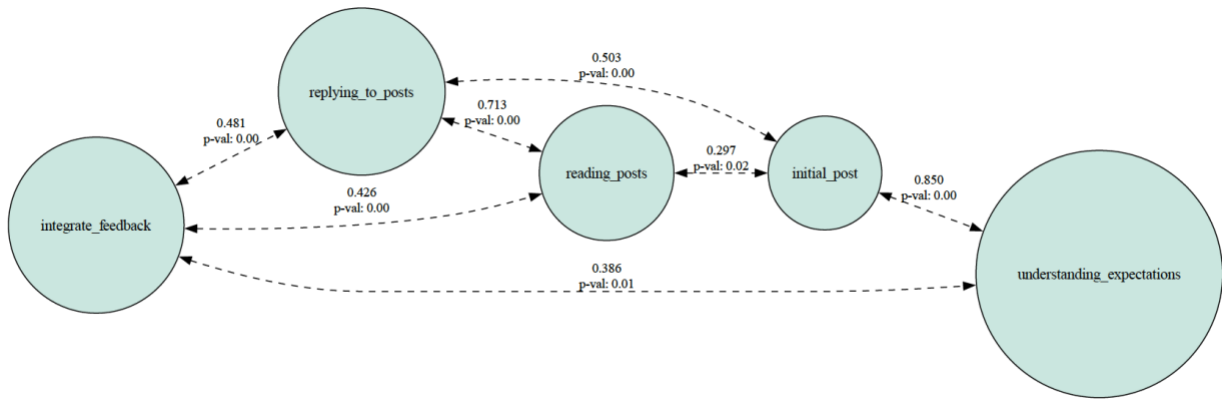 0.503
p-val: 0.00
replying_to_posts
0.713
p-val: 0.00
0.481
p-val: 0.00
0.297
p-val: 0.02
reading_posts
initial_post
0.850
p-val: 0.00
0.426
p-val: 0.00
integrate_feedback
0.386
p-val: 0.01
understanding_expectations